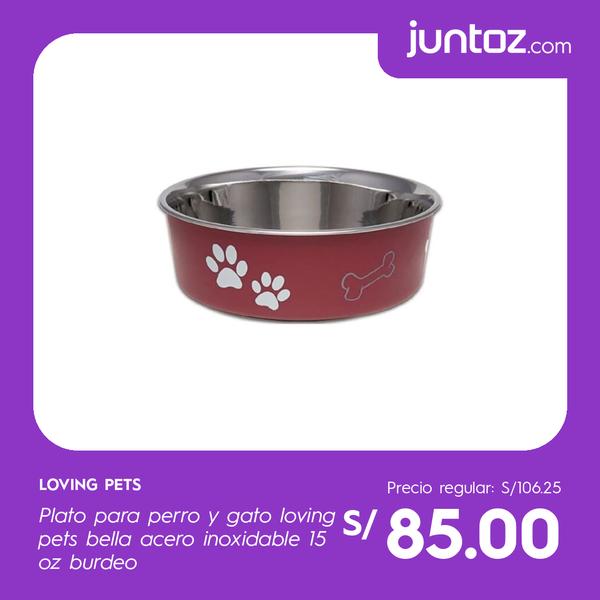 juntoz.com
LOVING PETS
Plato para perro y gato loving
pets bella acero inoxidable 15
oz burdeo
Precio regular: S/106.25
S/ 85.00